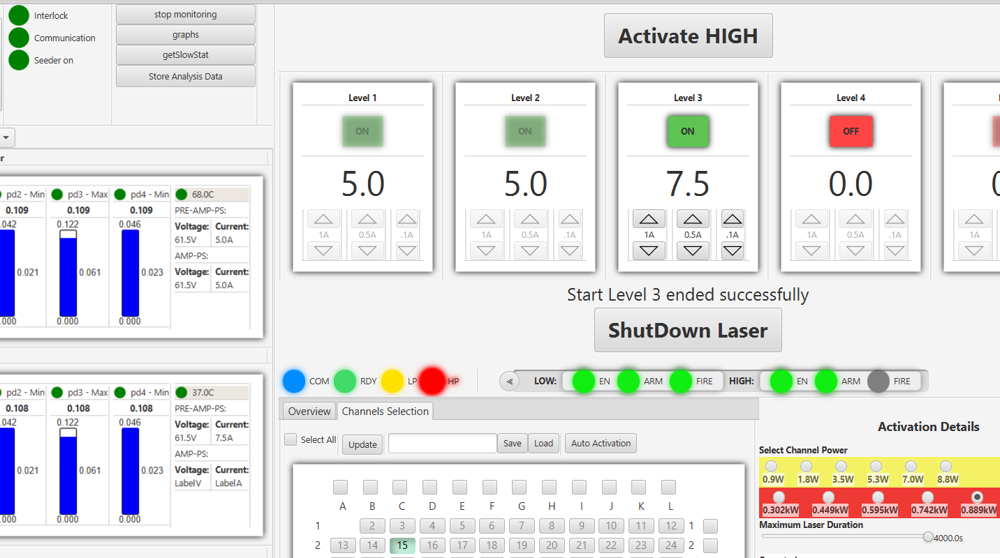 Interlock
Communication
Seeder on
stop monitoring
graphs
getSlowStat
Store Analysis Data
pd2 - Min pd3 - Max pd4 - Min 68.0C
0.109 0.109 0.109 PRE-AMP-PS:
.042 0.122 0.046 Voltage: Current:
61.5V 5.0A
AMP-PS:
0.021 0.061 0.023 Voltage: Current:
61.5V 5.0A
.000 0.000 0.000
pd2 - Min pd3 - Max pd4 - Min 37.0C
0.108 0.108 0.108 PRE-AMP-PS:
.042 0.122 0.046 Voltage: Current:
61.5V 7.5A
AMP-PS:
0.021 0.061 0.023 Voltage: Current:
LabelV LabelA
.000 0.000 0.000
Activate HIGH
Level 1 Level 2 Level 3 Level 4
ON ON ON OFF
5.0 5.0 7.5 0.0
1A 0.5A .1A 1A 0.5A .1A 1A 0.5A .1A 1A 0.5A .1A 1A
Start Level 3 ended successfully
ShutDown Laser
COM RDY LP HP LOW: EN ARM FIRE HIGH: EN ARM FIRE
Overview Channels Selection
Select All Update Save Load Auto Activation
A B C D E F G H I J K L
1 2 3 4 5 6 7 8 9 10 11 12 1
2 13 14 15 16 17 18 19 20 21 22 23 24 2
Activation Details
Select Channel Power
0.9W 1.8W 3.5W 5.3W 7.0W 8.8W
0.302kW 0.449kW 0.595kW 0.742kW 0.889kW
Maximum Laser Duration
4000.0s